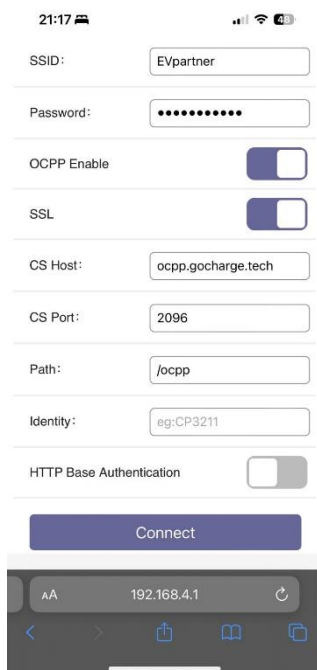 21:17
48
SSID:
EVpartner
Password:
•••••••••••
OCPP Enable
SSL
CS Host:
ocpp.gocharge.tech
CS Port:
2096
Path:
/ocpp
Identity:
eg:CP3211
HTTP Base Authentication
Connect
AA
192.168.4.1